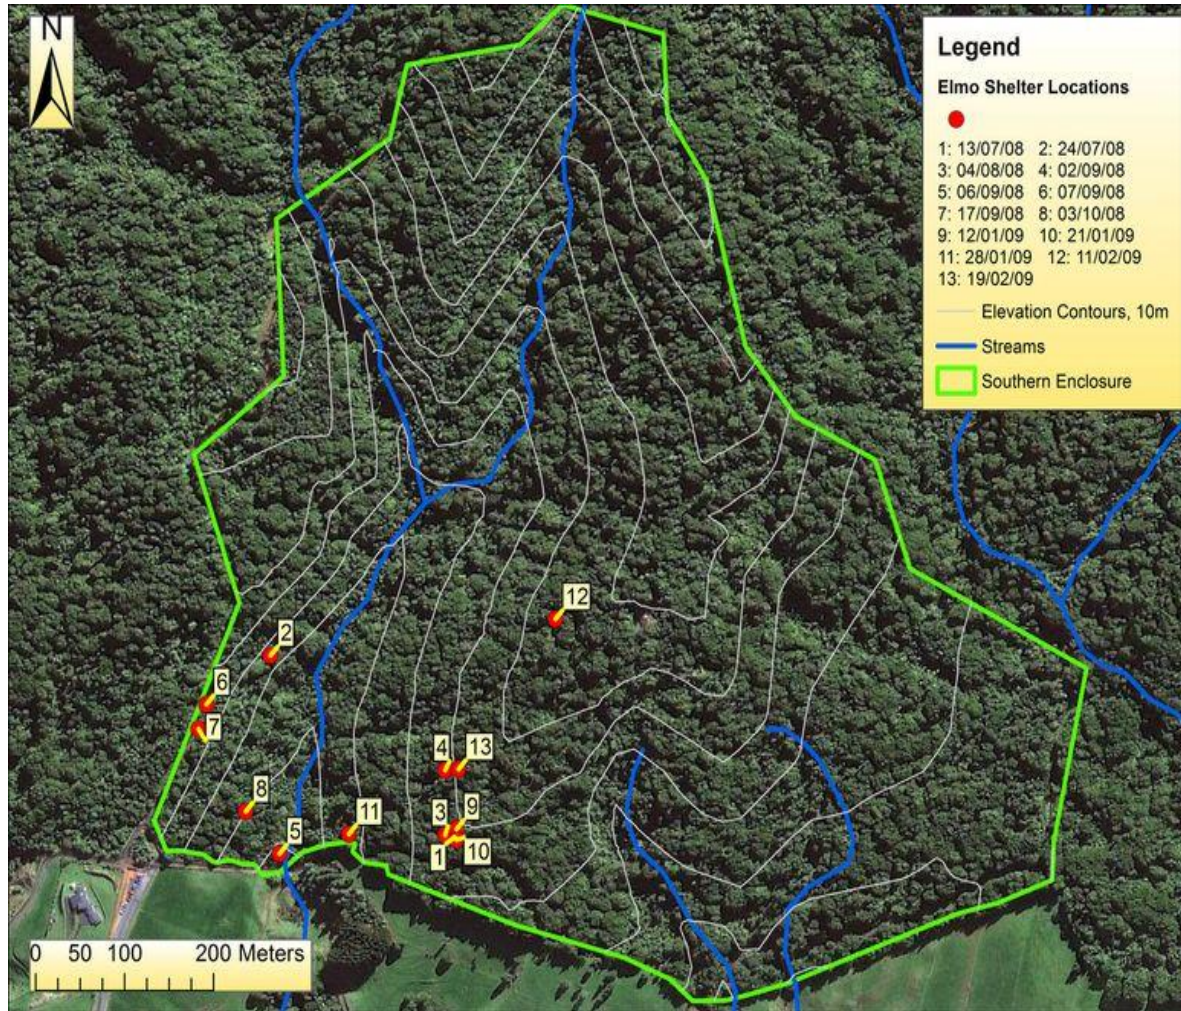 N
Legend
Elmo Shelter Locations
1: 13/07/08 2: 24/07/08
3: 04/08/08 4: 02/09/08
5: 06/09/08 6: 07/09/08
7: 17/09/08 8: 03/10/08
9: 12/01/09 10: 21/01/09
11: 28/01/09 12: 11/02/09
13: 19/02/09
Elevation Contours, 10m
Streams
Southern Enclosure
12
2
6
7
4 13
8
3 9
11
5
1 10
0 50 100 200 Meters